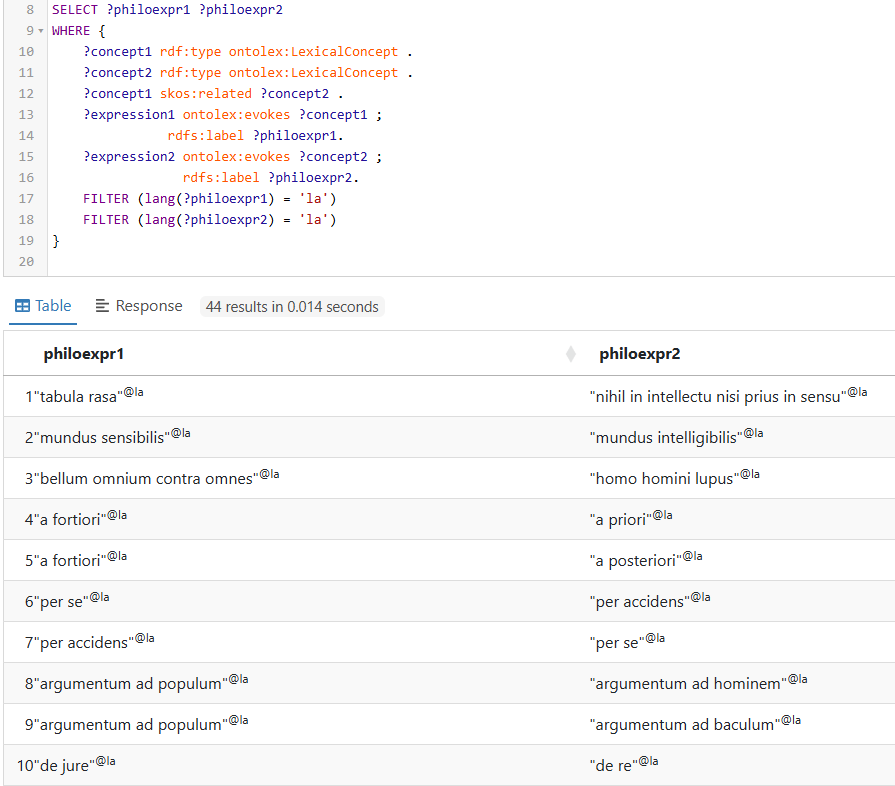 8 SELECT ?philoexpr1 ?philoexpr2
9 WHERE {
10 ?concept1 rdf:type ontolex:LexicalConcept .
11 ?concept2 rdf:type ontolex:LexicalConcept .
12 ?concept1 skos:related ?concept2 .
13 ?expression1 ontolex:evokes ?concept1 ;
14 rdfs:label ?philoexpr1.
15 ?expression2 ontolex:evokes ?concept2 ;
16 rdfs:label ?philoexpr2.
17 FILTER (lang(?philoexpr1) = 'la')
18 FILTER (lang(?philoexpr2) = 'la')
19 }
20
Table Response 44 results in 0.014 seconds
philoexpr1 philoexpr2
1 "tabula rasa"@la "nihil in intellectu nisi prius in sensu"@la
2 "mundus sensibilis"@la "mundus intelligibilis"@la
3 "bellum omnium contra omnes"@la "homo homini lupus"@la
4 "a fortiori"@la "a priori"@la
5 "a fortiori"@la "a posteriori"@la
6 "per se"@la "per accidens"@la
7 "per accidens"@la "per se"@la
8 "argumentum ad populum"@la "argumentum ad hominem"@la
9 "argumentum ad populum"@la "argumentum ad baculum"@la
10 "de jure"@la "de re"@la